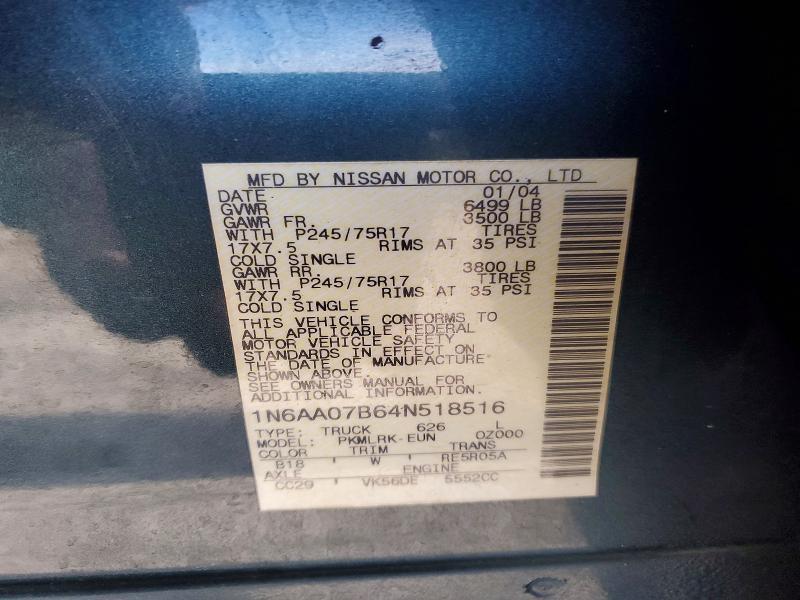 MFD BY NISSAN MOTOR CO., LTD
DATE 01/04
GVWR 6499 LB
GAWR FR. 3500 LB
WITH P245/75R17 TIRES
17X7.5 RIMS AT 35 PSI
COLD SINGLE
GAWR RR. 3800 LB
WITH P245/75R17 TIRES
17X7.5 RIMS AT 35 PSI
COLD SINGLE
THIS VEHICLE CONFORMS TO
ALL APPLICABLE FEDERAL
MOTOR VEHICLE SAFETY
STANDARDS IN EFFECT ON
THE DATE OF MANUFACTURE
SHOWN ABOVE.
SEE OWNERS MANUAL FOR
ADDITIONAL INFORMATION.
1N6AA07B64N518516
TYPE: TRUCK 626 L
MODEL: PKMLRK-EUN OZ000
COLOR TRIM TRANS
B18 W RE5R05A
AXLE ENGINE
CC29 VK56DE 5552CC